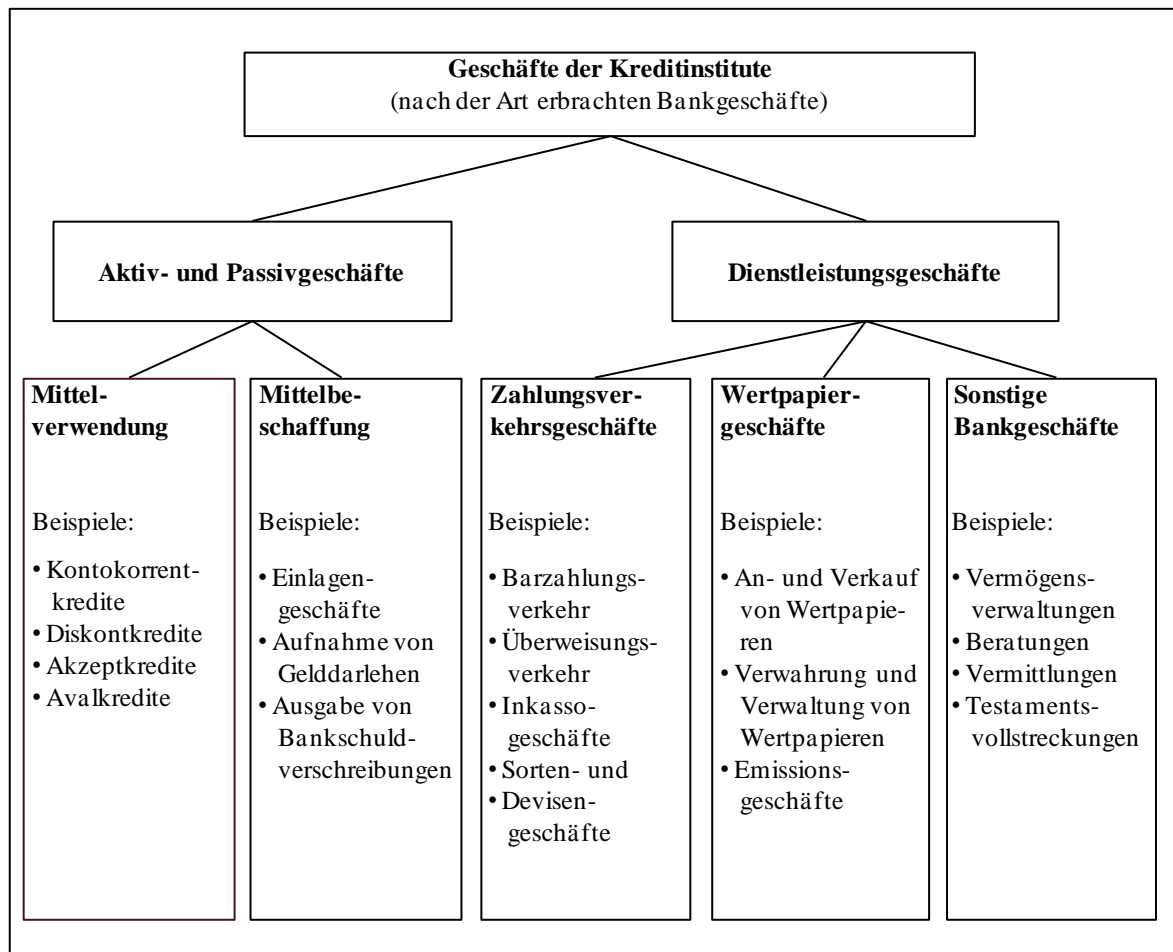 Geschäfte der Kreditinstitute
(nach der Art erbrachten Bankgeschäfte)
Aktiv- und Passivgeschäfte
Dienstleistungsgeschäfte
Mittel-
verwendung
Beispiele:
• Kontokorrent-
kredite
• Diskontkredite
• Akzeptkredite
• Avalkredite
Mittelbe-
schaffung
Beispiele:
• Einlagen-
geschäfte
• Aufnahme von
Gelddarlehen
• Ausgabe von
Bankschuld-
verschreibungen
Zahlungsver-
kehrsgeschäfte
Beispiele:
• Barzahlungs-
verkehr
• Überweisungs-
verkehr
• Inkasso-
geschäfte
• Sorten- und
• Devisen-
geschäfte
Wertpapier-
geschäfte
Beispiele:
• An- und Verkauf
von Wertpapie-
ren
• Verwahrung und
Verwaltung von
Wertpapieren
• Emissions-
geschäfte
Sonstige
Bankgeschäfte
Beispiele:
• Vermögens-
verwaltungen
• Beratungen
• Vermittlungen
• Testaments-
vollstreckungen